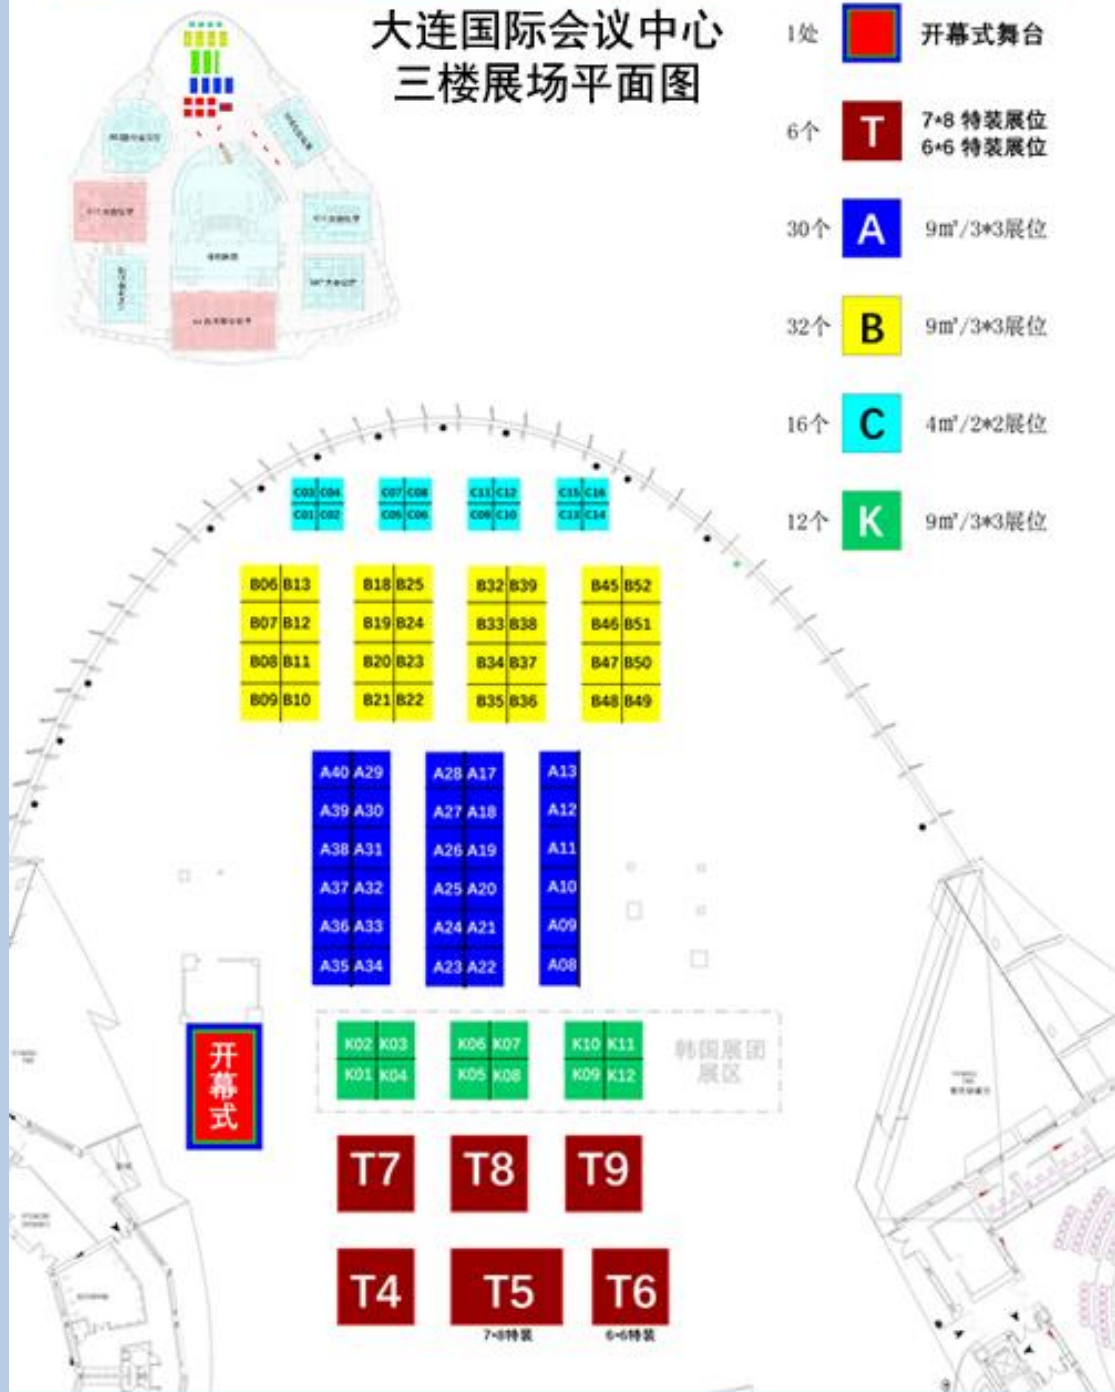 大连国际会议中心
三楼展场平面图
1处 开幕式舞台
6个 T 7*8 特装展位
6*6 特装展位
30个 A 9㎡/3*3展位
32个 B 9㎡/3*3展位
16个 C 4㎡/2*2展位
12个 K 9㎡/3*3展位
C03 C04 C07 C08 C11 C12 C15 C16
C01 C02 C05 C06 C09 C10 C13 C14
B06 B13 B18 B25 B32 B39 B45 B52
B07 B12 B19 B24 B33 B38 B46 B51
B08 B11 B20 B23 B34 B37 B47 B50
B09 B10 B21 B22 B35 B36 B48 B49
A40 A29 A28 A17 A13
A39 A30 A27 A18 A12
A38 A31 A26 A19 A11
A37 A32 A25 A20 A10
A36 A33 A24 A21 A09
A35 A34 A23 A22 A08
开幕式
K02 K03 K06 K07 K10 K11
K01 K04 K05 K08 K09 K12
韩国展团
展区
T7 T8 T9
T4 T5 T6
7*8特装 6*6特装